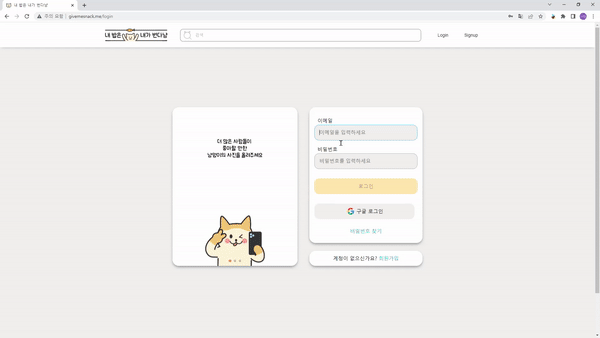 내 밥은 내가 번다냥
주의 요함 | givemesnack.me/login
내 밥은 내가 번다냥
검색
Login
Signup
더 많은 사람들이
좋아할 만한
냥멍이의 사진을 올려주세요
이메일
이메일을 입력하세요
비밀번호
비밀번호를 입력하세요
로그인
구글 로그인
비밀번호 찾기
계정이 없으신가요? 회원가입